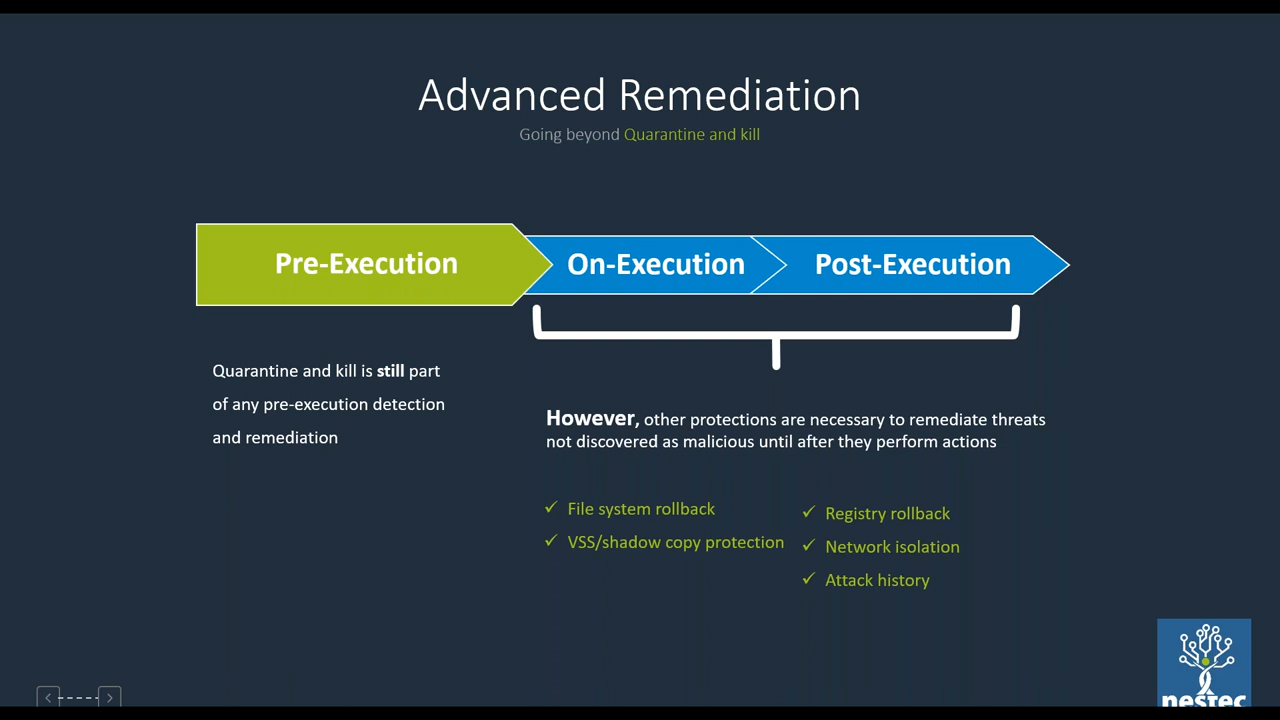 Advanced Remediation
Going beyond Quarantine and kill
Pre-Execution
On-Execution
Post-Execution
Quarantine and kill is still part
of any pre-execution detection
and remediation
However, other protections are necessary to remediate threats
not discovered as malicious until after they perform actions
File system rollback
VSS/shadow copy protection
Registry rollback
Network isolation
Attack history
nestec